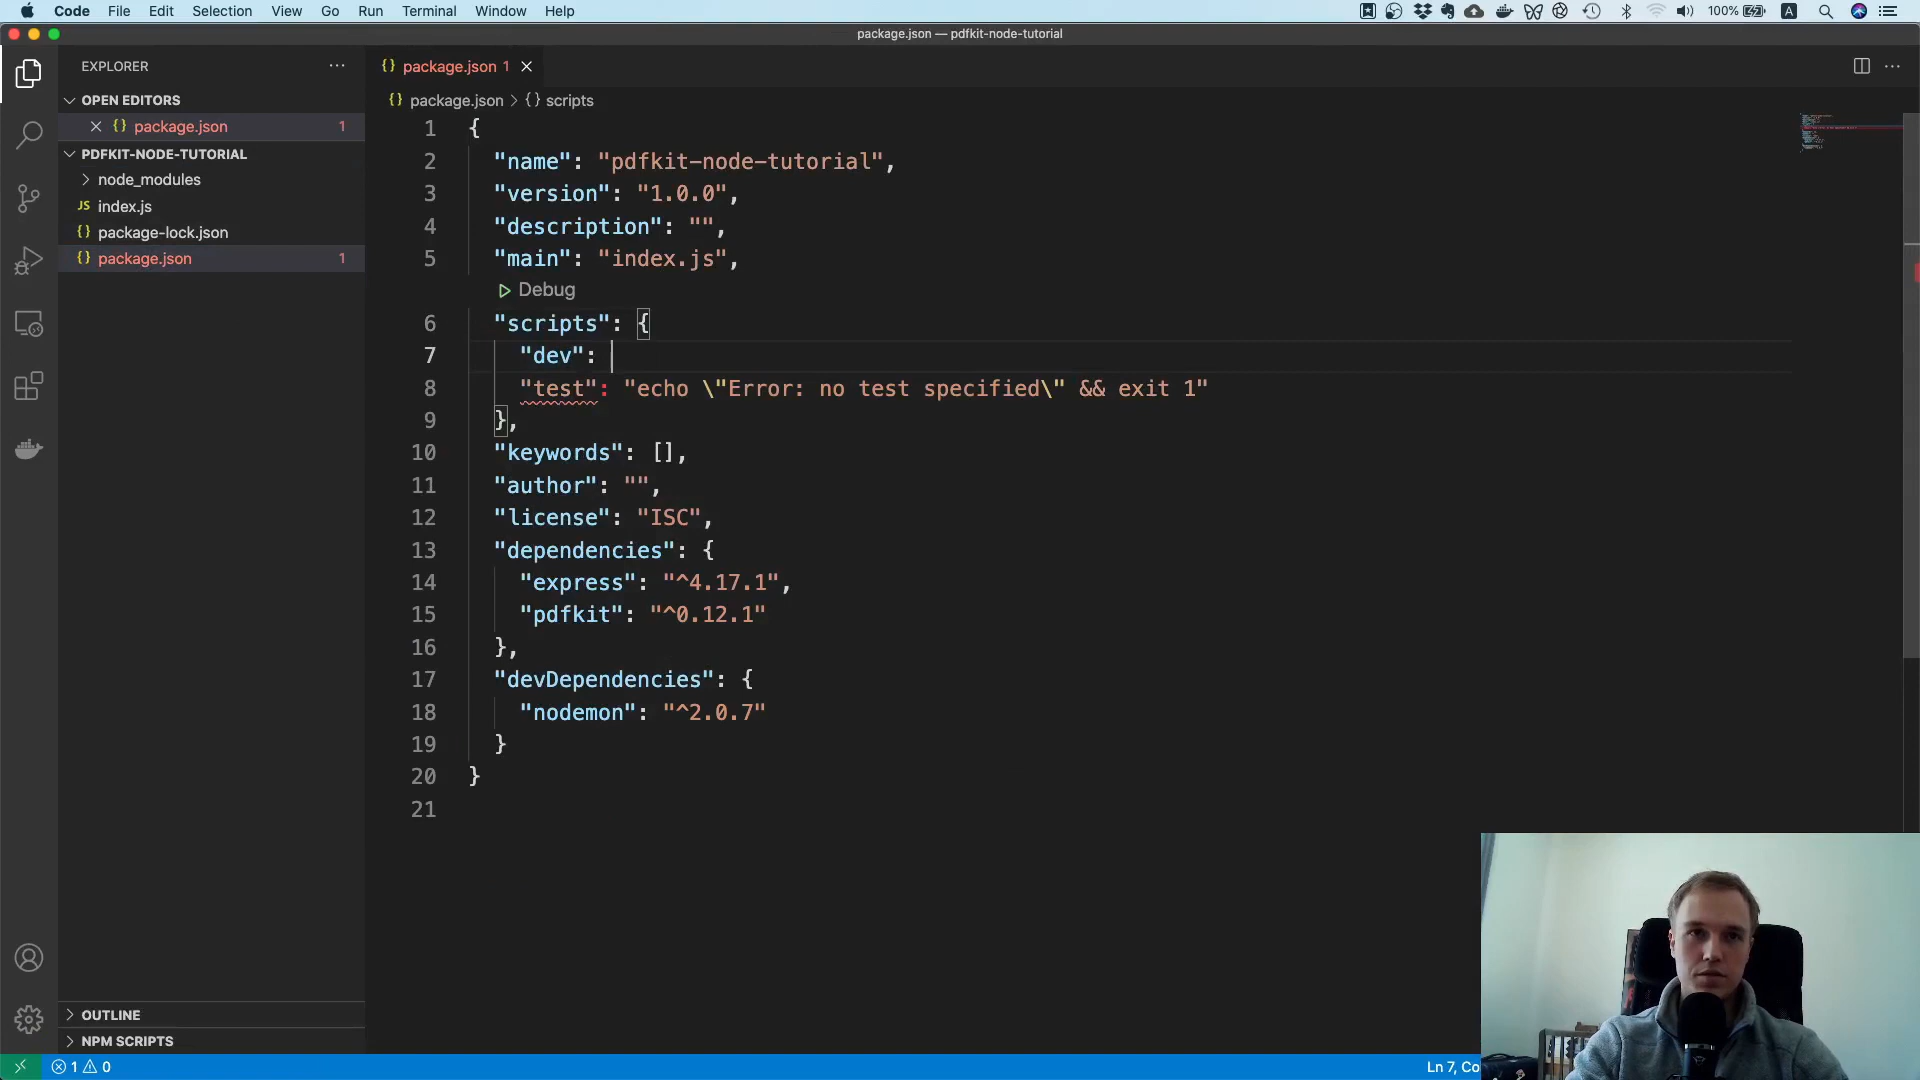 Code File Edit Selection View Go Run Terminal Window Help
100% A
package.json — pdfkit-node-tutorial
EXPLORER
package.json 1
OPEN EDITORS
package.json 1
package.json > {} scripts
PDFKIT-NODE-TUTORIAL
node_modules
JS index.js
{} package-lock.json
{} package.json 1
1 {
2 "name": "pdfkit-node-tutorial",
3 "version": "1.0.0",
4 "description": "",
5 "main": "index.js",
Debug
6 "scripts": {
7 "dev":
8 "test": "echo \"Error: no test specified\" && exit 1"
9 },
10 "keywords": [],
11 "author": "",
12 "license": "ISC",
13 "dependencies": {
14 "express": "^4.17.1",
15 "pdfkit": "^0.12.1"
16 },
17 "devDependencies": {
18 "nodemon": "^2.0.7"
19 }
20 }
21
OUTLINE
NPM SCRIPTS
1 0
Ln 7, Co